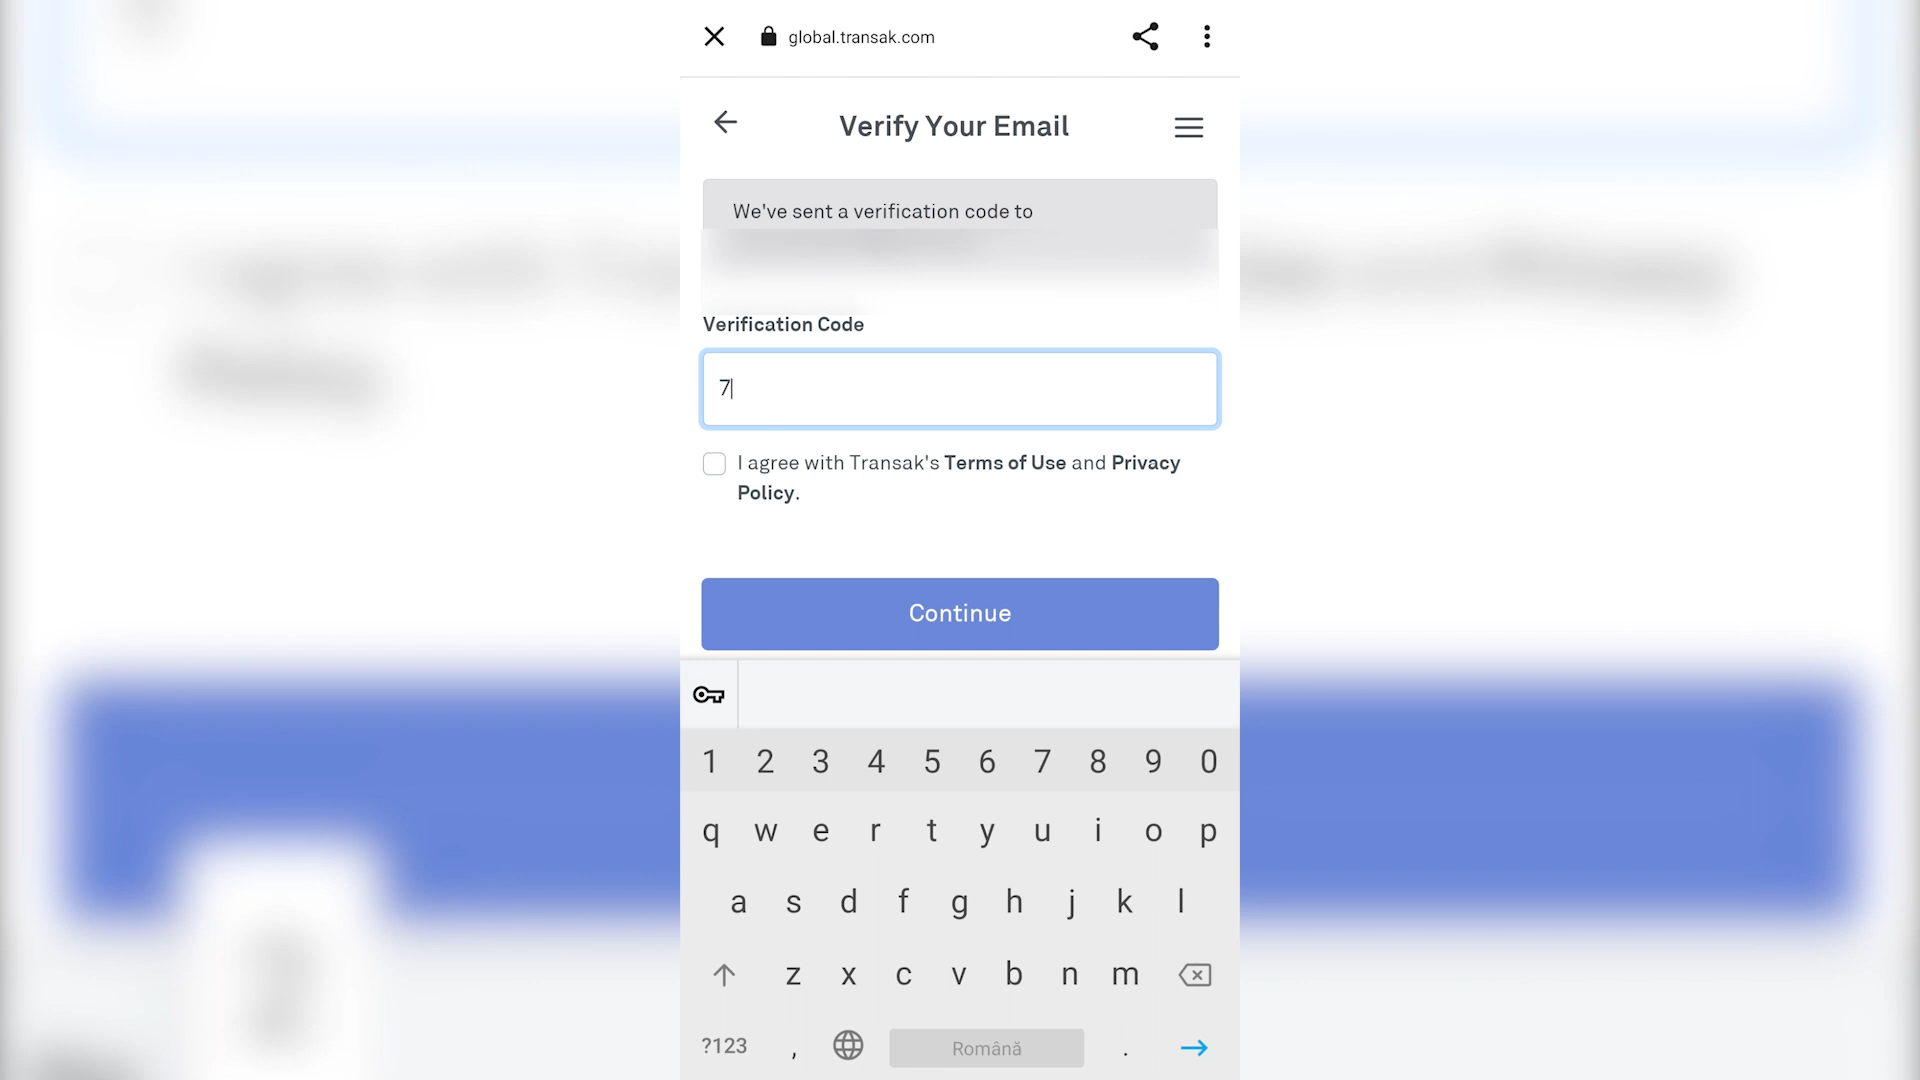 global.transak.com
Verify Your Email
We've sent a verification code to
Verification Code
7
I agree with Transak's Terms of Use and Privacy
Policy.
Continue
1 2 3 4 5 6 7 8 9 0
q w e r t y u i o p
a s d f g h j k l
z x c v b n m
?123 , Română .